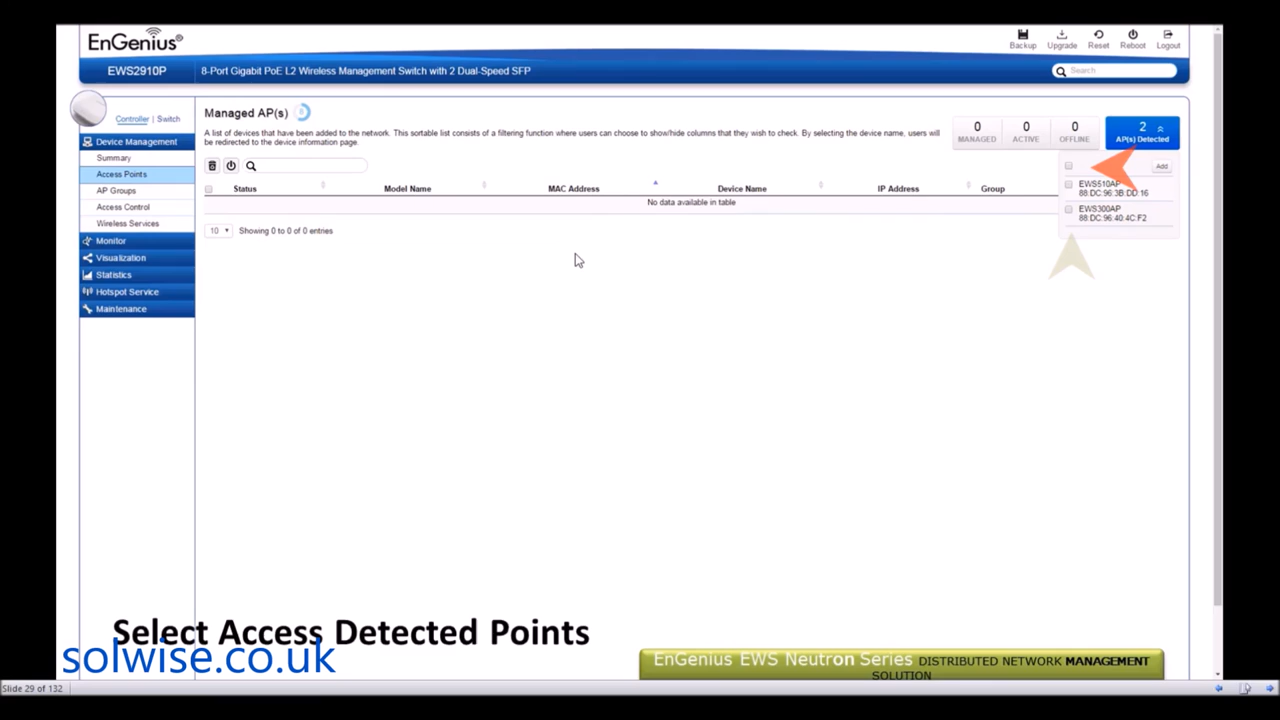 EnGenius®
Backup Upgrade Reset Reboot Logout
EWS2910P
8-Port Gigabit PoE L2 Wireless Management Switch with 2 Dual-Speed SFP
Search
Controller | Switch
Device Management
Summary
Access Points
AP Groups
Access Control
Wireless Services
Monitor
Visualization
Statistics
Hotspot Service
Maintenance
Managed AP(s)
A list of devices that have been added to the network. This sortable list consists of a filtering function where users can choose to show/hide columns that they wish to check. By selecting the device name, users will
be redirected to the device information page.
0 0 0 2
MANAGED ACTIVE OFFLINE AP(s) Detected
Add
EWS510AP
88:DC:96:3B:DD:16
EWS300AP
88:DC:96:40:4C:F2
Status Model Name MAC Address Device Name IP Address Group
No data available in table
10 Showing 0 to 0 of 0 entries
Select Access Detected Points
solwise.co.uk
EnGenius EWS Neutron Series DISTRIBUTED NETWORK MANAGEMENT
SOLUTION
Slide 29 of 132